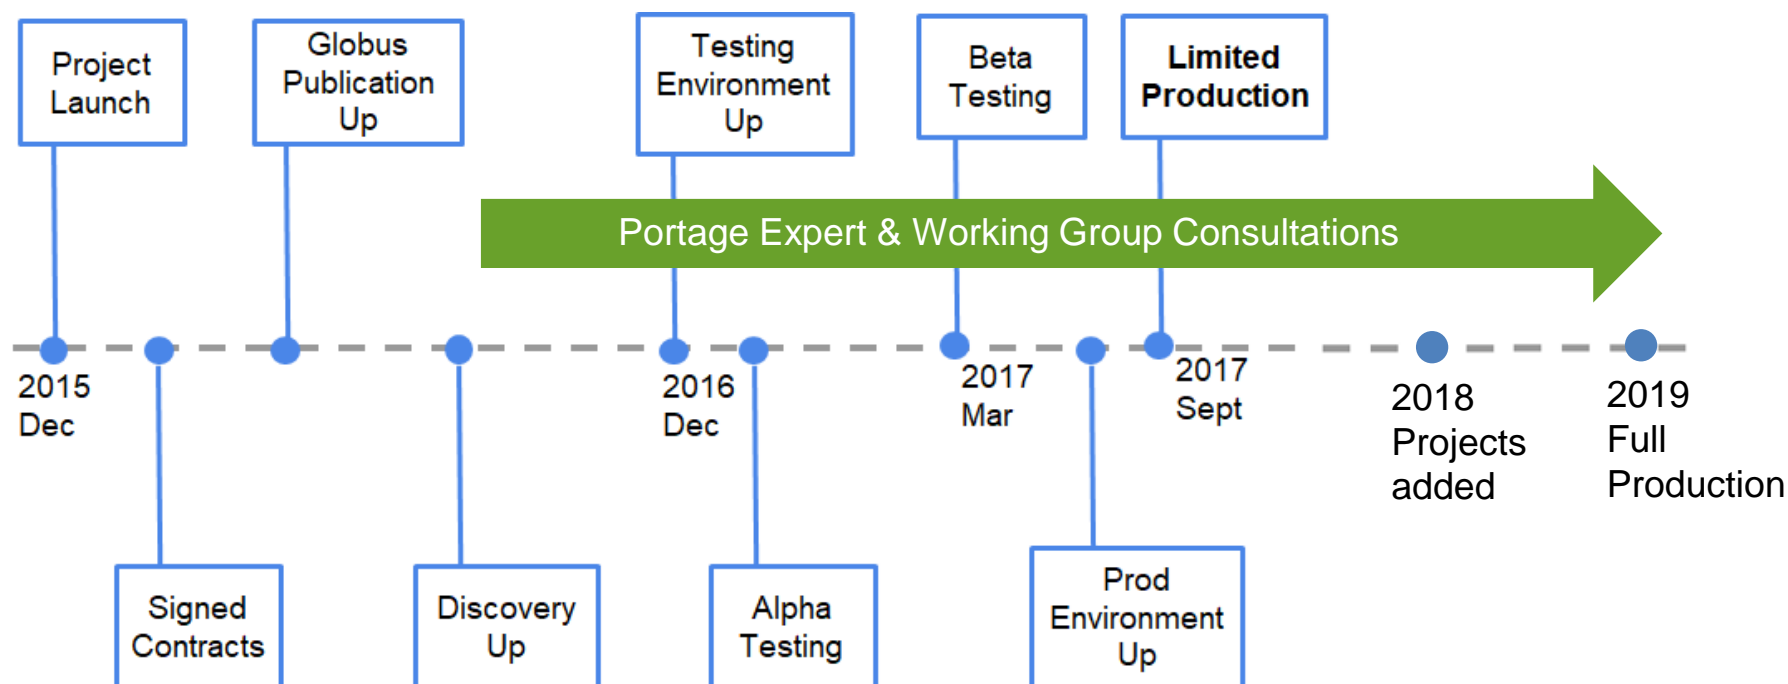 Project
Launch
Globus
Publication
Up
Testing
Environment
Up
Beta
Testing
Limited
Production
Portage Expert & Working Group Consultations
2015
Dec
2016
Dec
2017
Mar
2017
Sept
2018
Projects
added
2019
Full
Production
Signed
Contracts
Discovery
Up
Alpha
Testing
Prod
Environment
Up